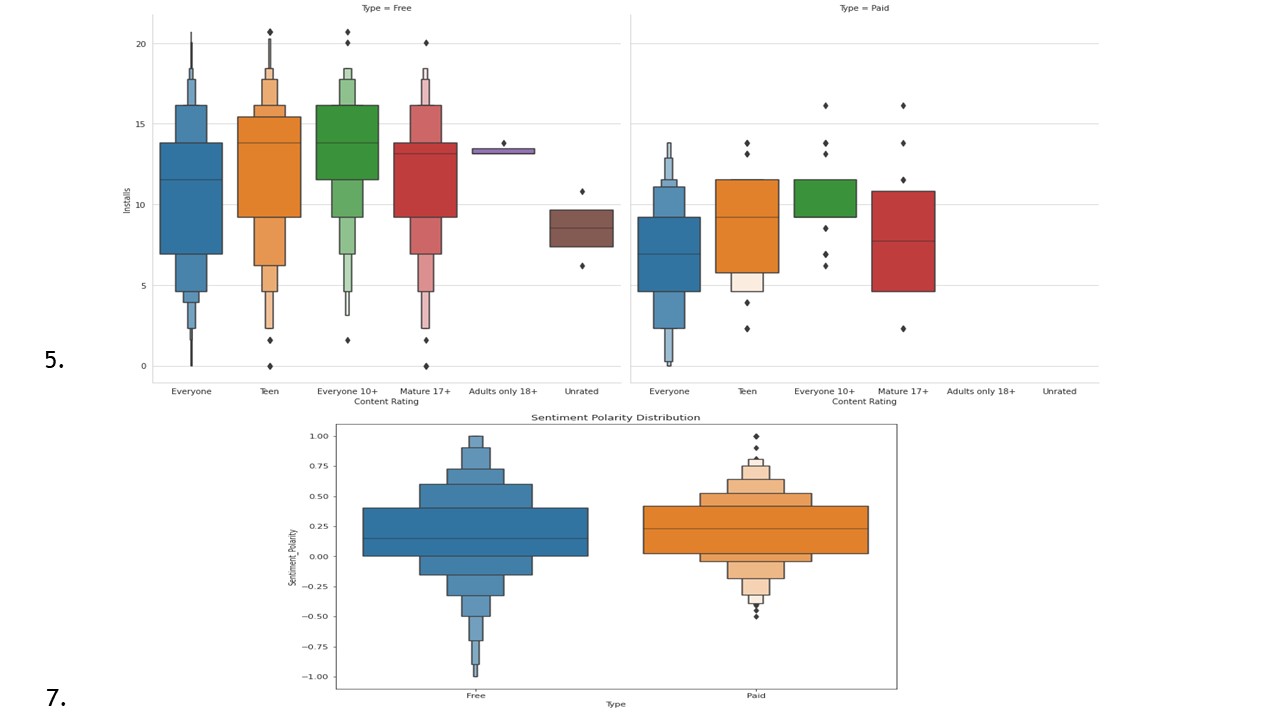 Type = Free
Type = Paid
20
15
10
5
0
Installs
Everyone Teen Everyone 10+ Mature 17+ Adults only 18+ Unrated
Content Rating
Everyone Teen Everyone 10+ Mature 17+ Adults only 18+ Unrated
Content Rating
5.
Sentiment Polarity Distribution
1.00
0.75
0.50
0.25
0.00
−0.25
−0.50
−0.75
−1.00
Sentiment_Polarity
Free Paid
Type
7.